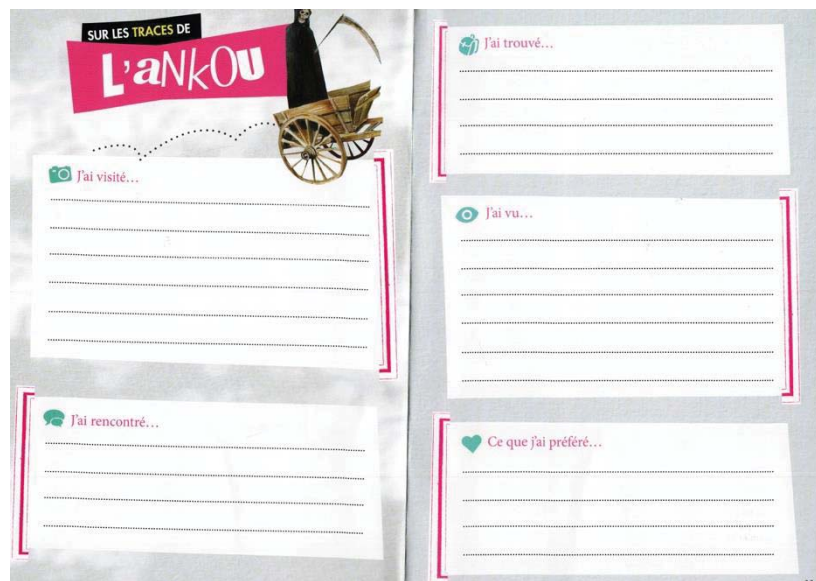 SUR LES TRACES DE
L'aNkOU
J'ai visité...
J'ai rencontré...
J'ai trouvé...
J'ai vu...
Ce que j'ai préféré...